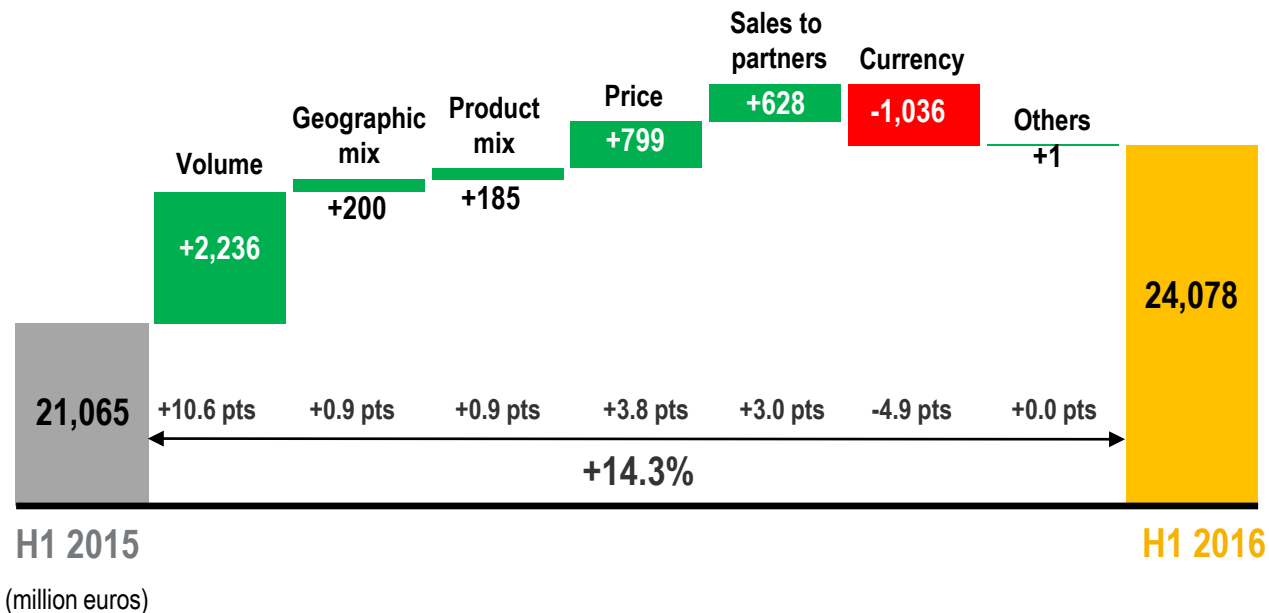 Sales to
partners
Currency
Price
Product
mix
Geographic
mix
Volume
Others
+628
-1,036
+799
+1
+185
+200
+2,236
24,078
21,065
+10.6 pts
+0.9 pts
+0.9 pts
+3.8 pts
+3.0 pts
-4.9 pts
+0.0 pts
+14.3%
H1 2015
H1 2016
(million euros)